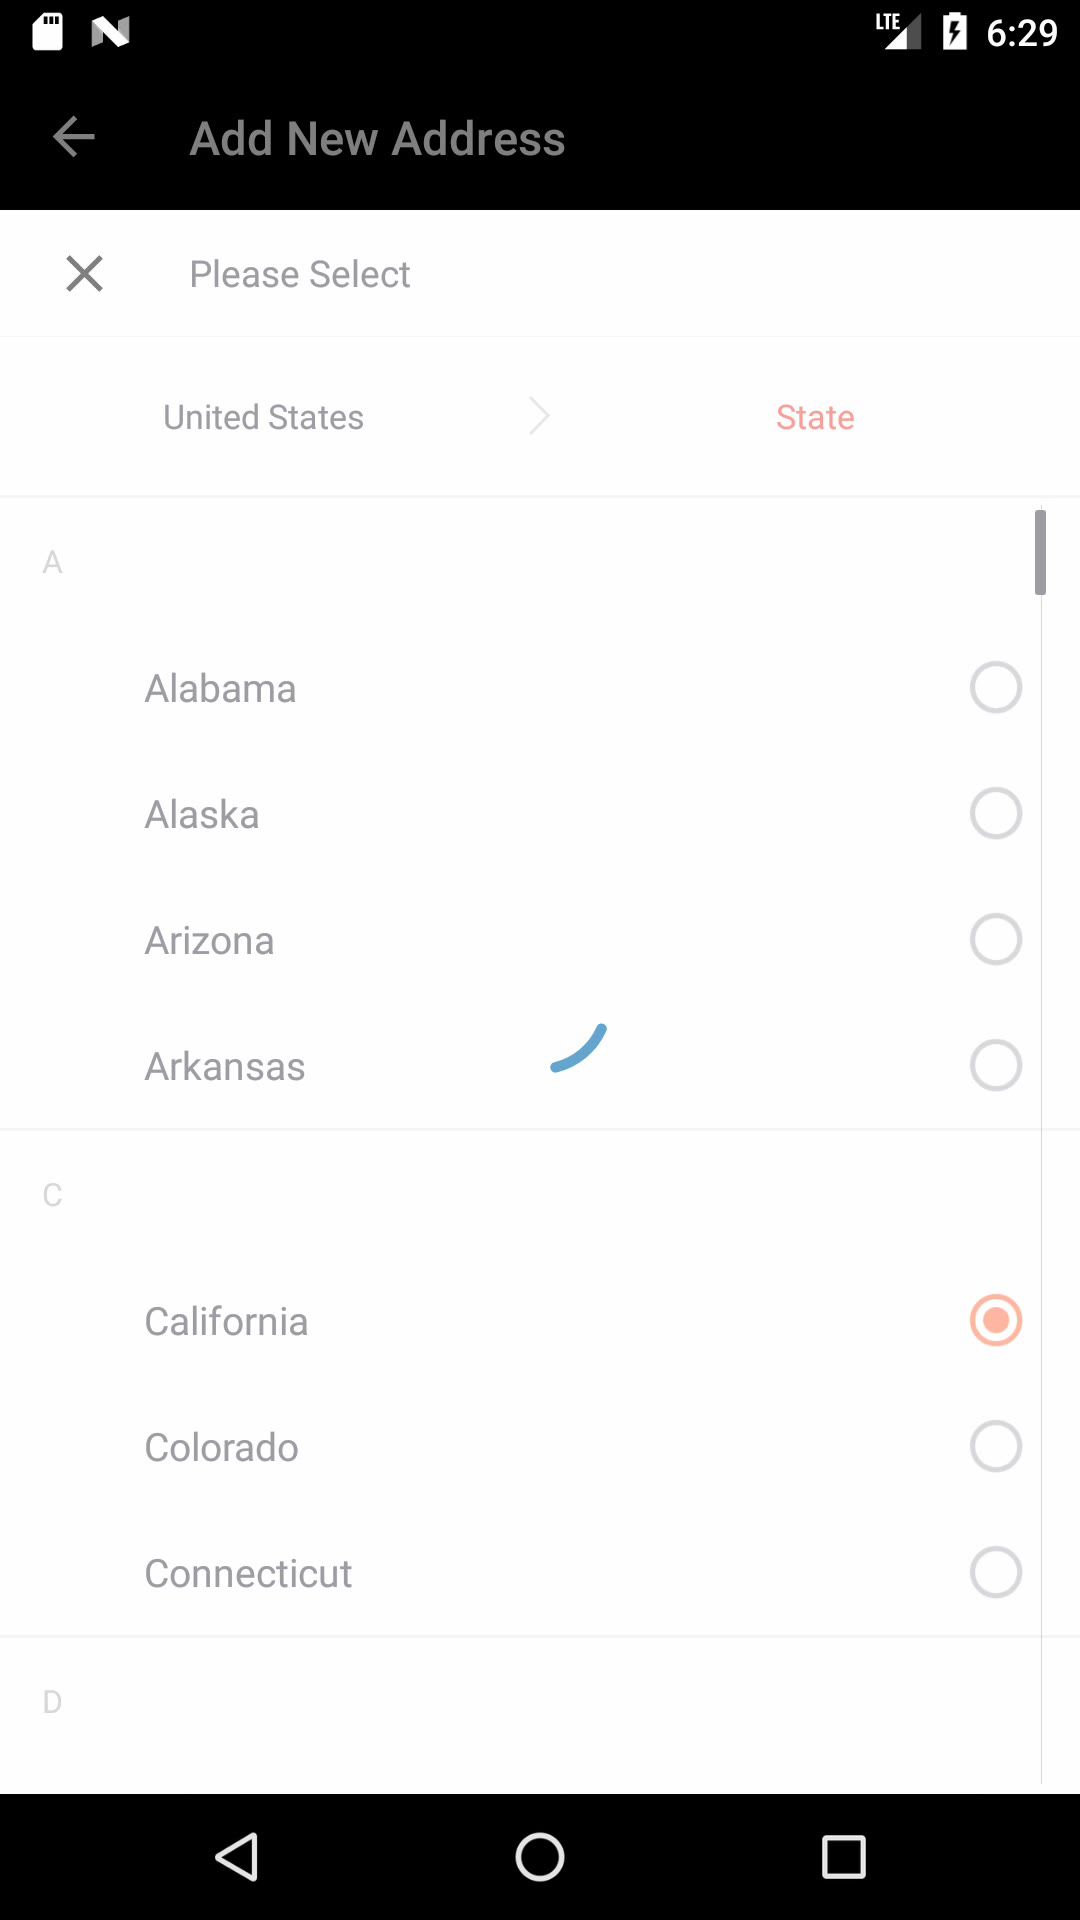 LTE 6:29
Add New Address
Please Select
United States State
A
Alabama
Alaska
Arizona
Arkansas
C
California
Colorado
Connecticut
D